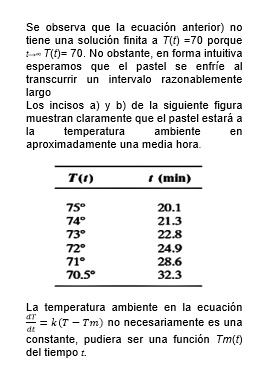 Se observa que la ecuación anterior) no
tiene una solución finita a T(t) =70 porque
t→∞ T(t)= 70. No obstante, en forma intuitiva
esperamos que el pastel se enfríe al
transcurrir un intervalo razonablemente
largo
Los incisos a) y b) de la siguiente figura
muestran claramente que el pastel estará a
la temperatura ambiente en
aproximadamente una media hora.
T(t) t (min)
75° 20.1
74° 21.3
73° 22.8
72° 24.9
71° 28.6
70.5° 32.3
La temperatura ambiente en la ecuación
dT/dt = k(T − Tm) no necesariamente es una
constante, pudiera ser una función Tm(t)
del tiempo t.